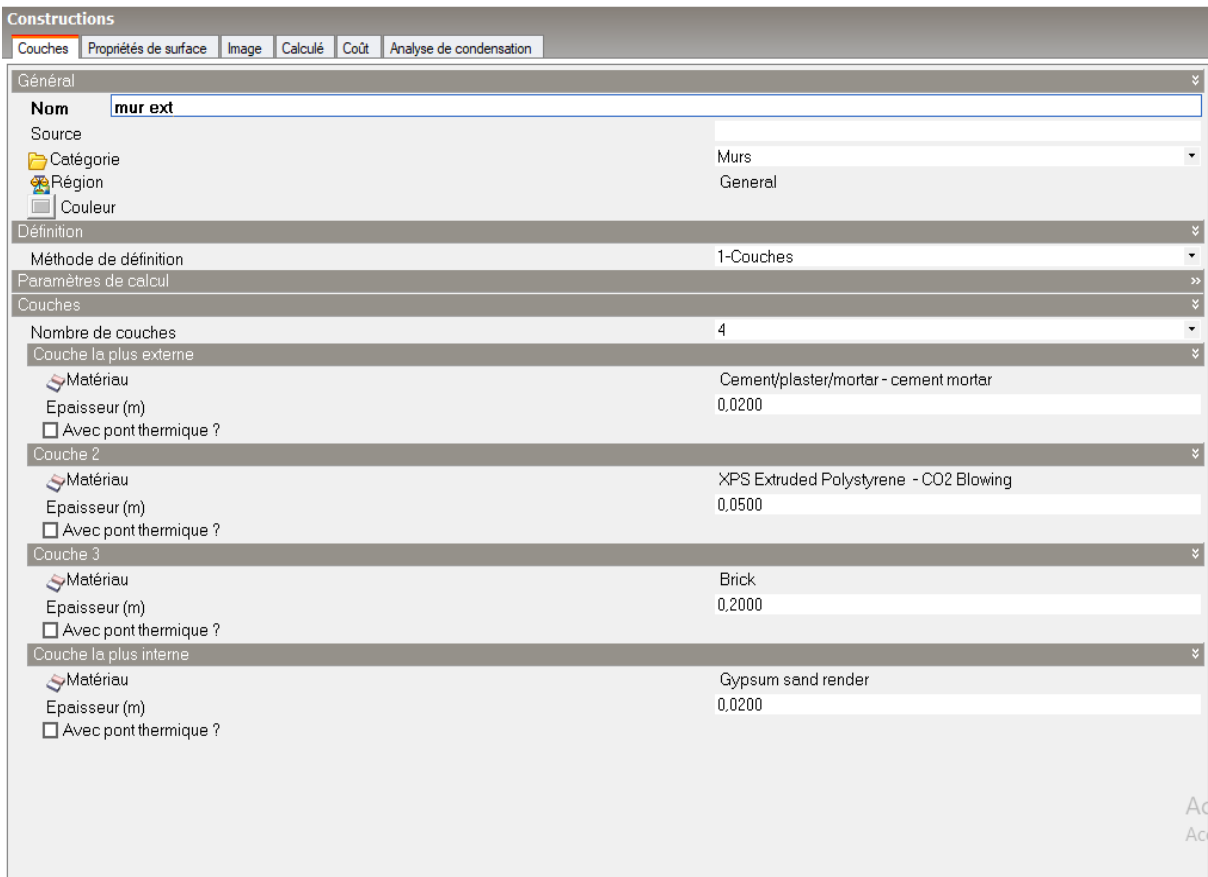 Constructions
Couches Propriétés de surface Image Calculé Coût Analyse de condensation
Général
Nom mur ext
Source
Catégorie Murs
Région General
Couleur
Définition
Méthode de définition 1-Couches
Paramètres de calcul
Couches
Nombre de couches 4
Couche la plus externe
Matériau Cement/plaster/mortar - cement mortar
Epaisseur (m) 0,0200
Avec pont thermique ?
Couche 2
Matériau XPS Extruded Polystyrene - CO2 Blowing
Epaisseur (m) 0,0500
Avec pont thermique ?
Couche 3
Matériau Brick
Epaisseur (m) 0,2000
Avec pont thermique ?
Couche la plus interne
Matériau Gypsum sand render
Epaisseur (m) 0,0200
Avec pont thermique ?